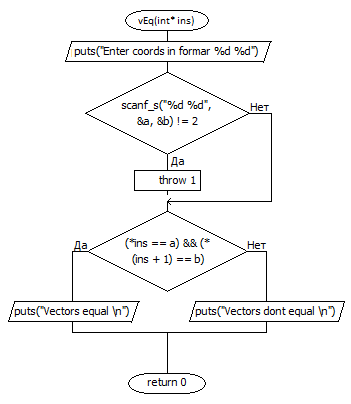 vEq(int* ins)
puts("Enter coords in formar %d %d")
scanf_s("%d %d",
&a, &b) != 2
Нет
Да
throw 1
Да
(*ins == a) && (*
(ins + 1) == b)
Нет
puts("Vectors equal \n")
puts("Vectors dont equal \n")
return 0